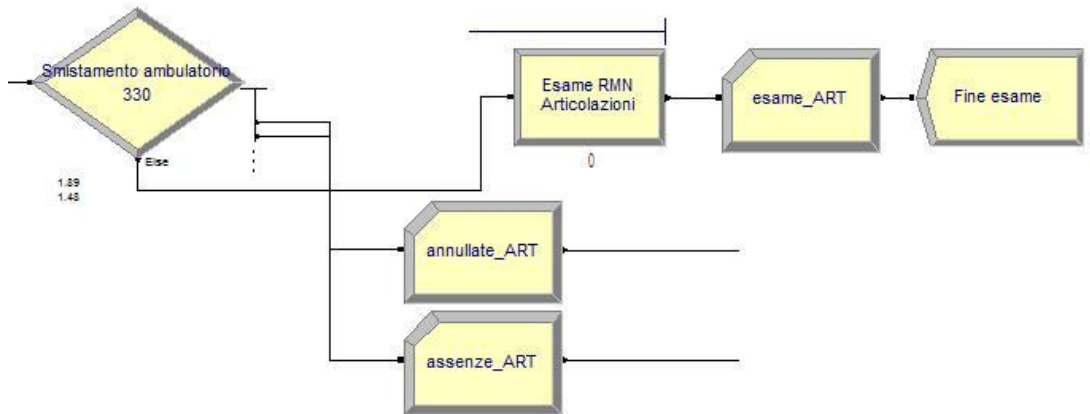 Smistamento ambulatorio
330
Else
1.89
1.48
Esame RMN
Articolazioni
0
esame_ART
Fine esame
annullate_ART
assenze_ART